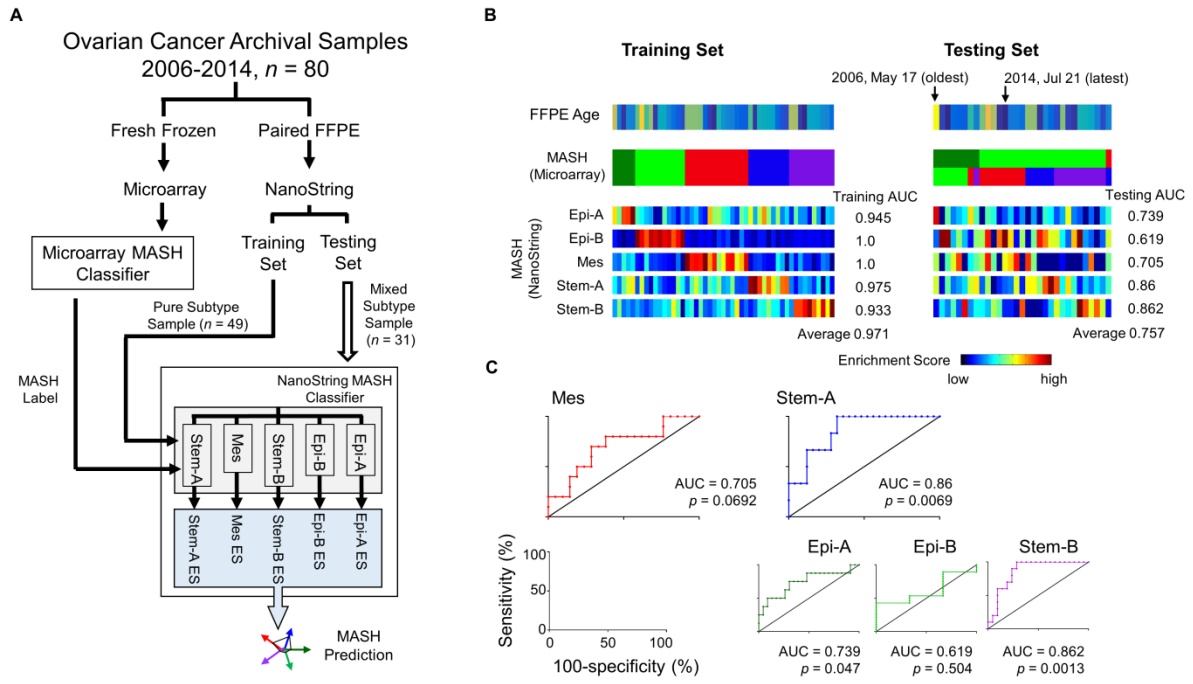 A
Ovarian Cancer Archival Samples
2006-2014, n = 80
Fresh Frozen
Paired FFPE
Microarray
NanoString
Microarray MASH
Classifier
Training
Set
Testing
Set
Pure Subtype
Sample (n = 49)
Mixed
Subtype
Sample
(n = 31)
MASH
Label
NanoString MASH
Classifier
Stem-A
Mes
Stem-B
Epi-B
Epi-A
Stem-A ES
Mes ES
Stem-B ES
Epi-B ES
Epi-A ES
MASH
Prediction
B
Training Set
Testing Set
2006, May 17 (oldest)
2014, Jul 21 (latest)
FFPE Age
MASH
(Microarray)
Training AUC
Testing AUC
MASH
(NanoString)
Epi-A
0.945
0.739
Epi-B
1.0
0.619
Mes
1.0
0.705
Stem-A
0.975
0.86
Stem-B
0.933
0.862
Average 0.971
Average 0.757
Enrichment Score
low
high
C
Mes
AUC = 0.705
p = 0.0692
Stem-A
AUC = 0.86
p = 0.0069
Sensitivity (%)
100
50
0
0
50
100
100-specificity (%)
Epi-A
AUC = 0.739
p = 0.047
Epi-B
AUC = 0.619
p = 0.504
Stem-B
AUC = 0.862
p = 0.0013